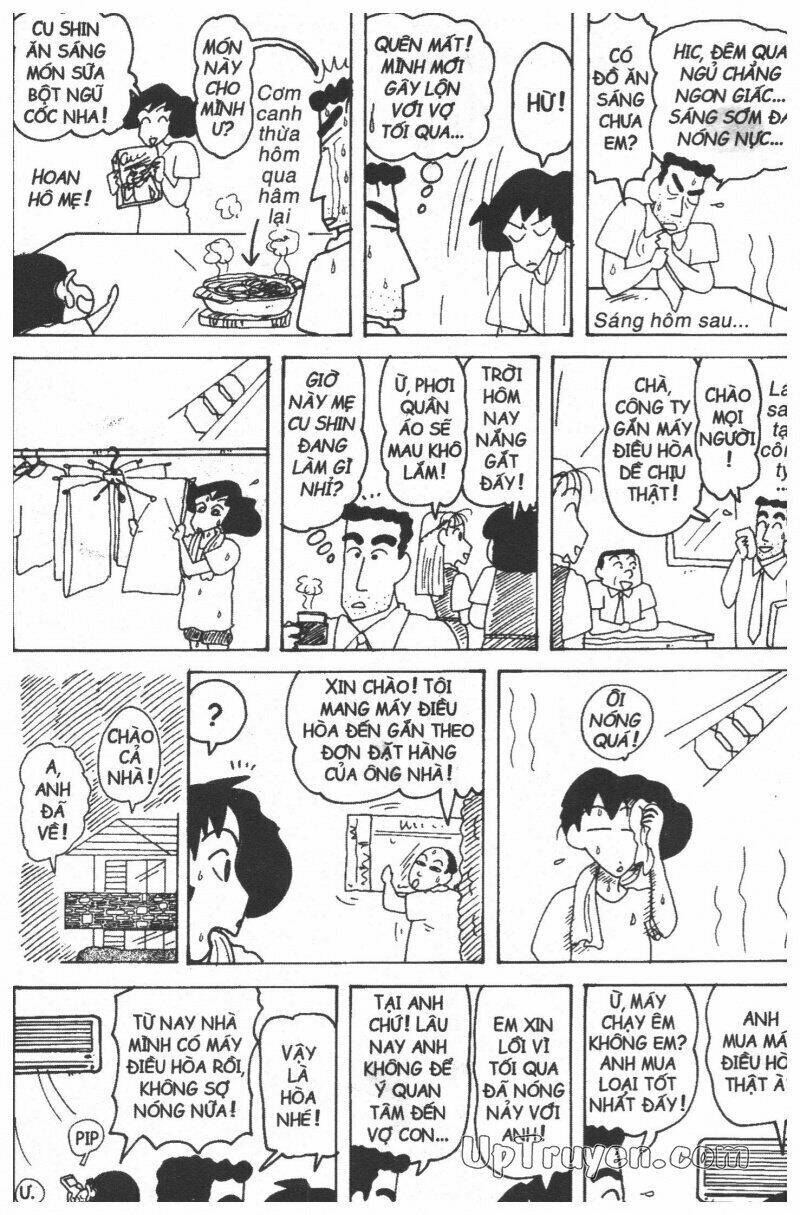 HIC, ĐÊM QUA
NGỦ CHẲNG
NGON GIẤC...
SÁNG SỚM ĐÃ
NÓNG NỰC...
CÓ
ĐỒ ĂN
SÁNG
CHƯA
EM?
Sáng hôm sau...
HỪ!
QUÊN MẤT!
MÌNH MỚI
GÂY LỘN
VỚI VỢ
TỐI QUA...
MÓN
NÀY
CHO
MÌNH
Ư?
Cơm
canh
thừa
hôm
qua
hâm
lại
CU SHIN
ĂN SÁNG
MÓN SỮA
BỘT NGŨ
CỐC NHA!
HOAN
HÔ MẸ!
sa
tạ
ty
...
CHÀO
MỌI
NGƯỜI
!
CHÀ,
CÔNG TY
GẮN MÁY
ĐIỀU HÒA
DỄ CHỊU
THẬT!
TRỜI
HÔM
NAY
NẮNG
GẮT
ĐẤY!
Ừ, PHƠI
QUẦN
ÁO SẼ
MAU KHÔ
LẮM!
GIỜ
NÀY MẸ
CU SHIN
ĐANG
LÀM GÌ
NHỈ?
ÔI
NÓNG
QUÁ!
XIN CHÀO! TÔI
MANG MÁY ĐIỀU
HÒA ĐẾN GẮN THEO
ĐƠN ĐẶT HÀNG
CỦA ÔNG NHÀ!
?
CHÀO
CẢ
NHÀ!
A,
ANH
ĐÃ
VỀ!
ANH
MUA MÁ
ĐIỀU HÒ
THẬT À
Ừ, MÁY
CHẠY ÊM
KHÔNG EM?
ANH MUA
LOẠI TỐT
NHẤT ĐẤY!
EM XIN
LỖI VÌ
TỐI QUA
ĐÃ NÓNG
NẢY VỚI
ANH!
TẠI ANH
CHỨ! LÂU
NAY ANH
KHÔNG ĐỂ
Ý QUAN
TÂM ĐẾN
VỢ CON...
VẬY
LÀ
HÒA
NHÉ!
TỪ NAY NHÀ
MÌNH CÓ MÁY
ĐIỀU HÒA RỒI,
KHÔNG SỢ
NÓNG NỮA!
PIP
Ư.
UpTruyen.com